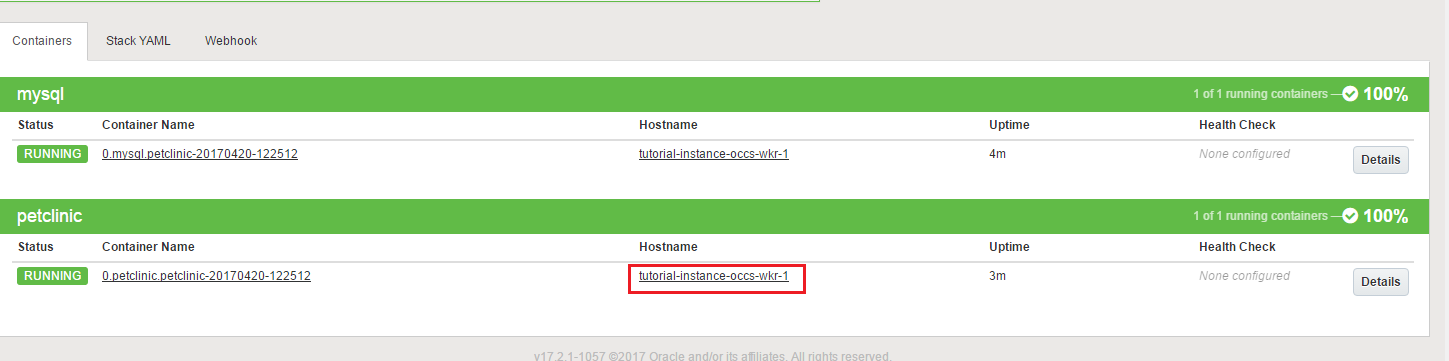 Containers Stack YAML Webhook
mysql 1 of 1 running containers — 100%
Status Container Name Hostname Uptime Health Check
RUNNING 0.mysql.petclinic-20170420-122512 tutorial-instance-occs-wkr-1 4m None configured Details
petclinic 1 of 1 running containers — 100%
Status Container Name Hostname Uptime Health Check
RUNNING 0.petclinic.petclinic-20170420-122512 tutorial-instance-occs-wkr-1 3m None configured Details
v17.2.1-1057 ©2017 Oracle and/or its affiliates. All rights reserved.